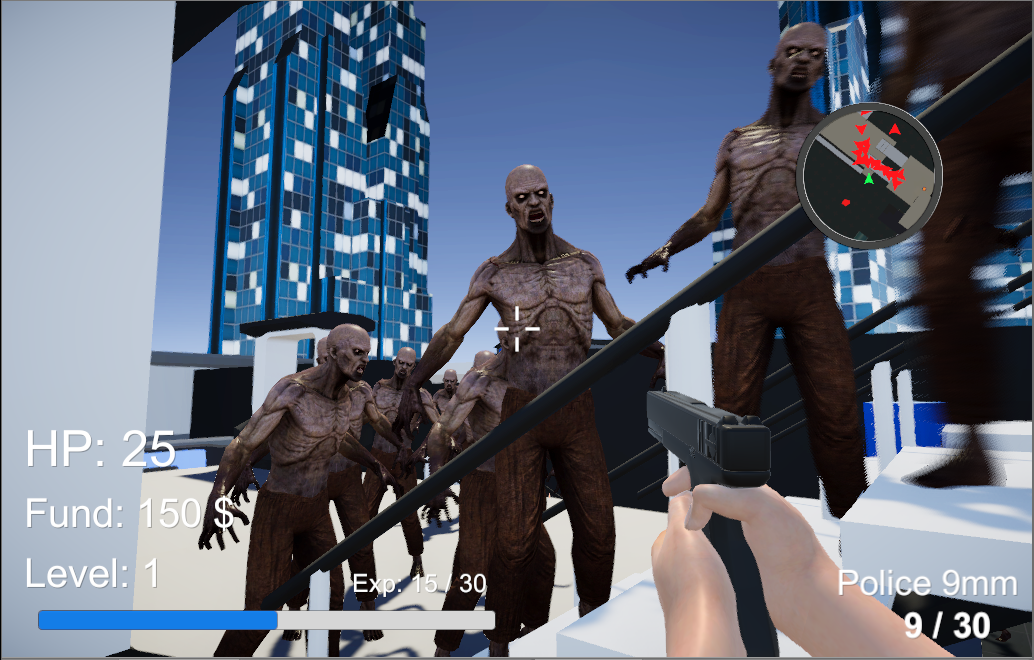 HP: 25
Fund: 150 $
Level: 1
Exp: 15 / 30
Police 9mm
9 / 30